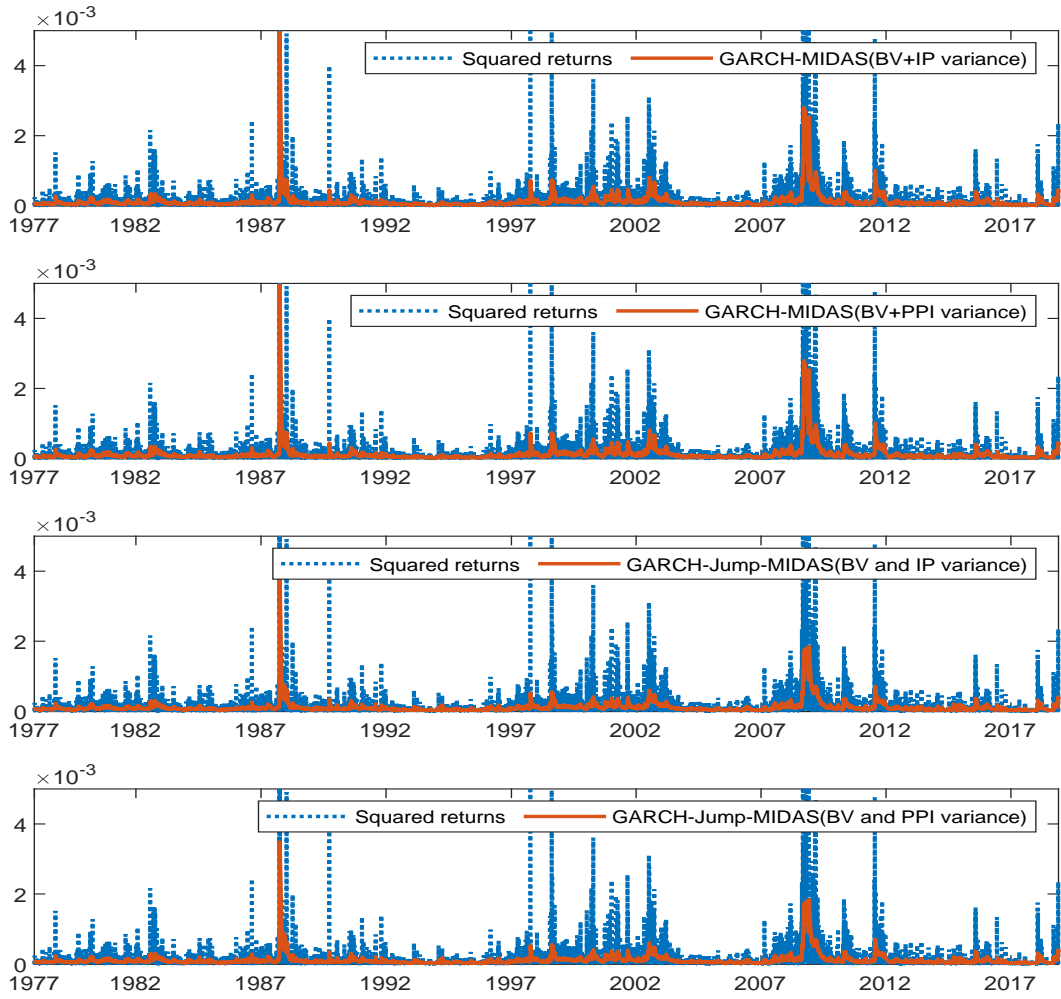 ×10⁻³
Squared returns GARCH-MIDAS(BV+IP variance)
4
2
0
1977 1982 1987 1992 1997 2002 2007 2012 2017
×10⁻³
Squared returns GARCH-MIDAS(BV+PPI variance)
4
2
0
1977 1982 1987 1992 1997 2002 2007 2012 2017
×10⁻³
Squared returns GARCH-Jump-MIDAS(BV and IP variance)
4
2
0
1977 1982 1987 1992 1997 2002 2007 2012 2017
×10⁻³
Squared returns GARCH-Jump-MIDAS(BV and PPI variance)
4
2
0
1977 1982 1987 1992 1997 2002 2007 2012 2017